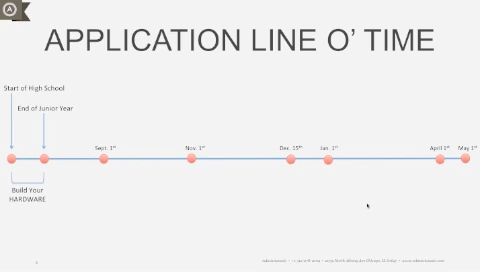 APPLICATION LINE O' TIME
Start of High School
End of Junior Year
Sept. 1st
Nov. 1st
Dec. 15th
Jan. 1st
April 1st
May 1st
Build Your
HARDWARE